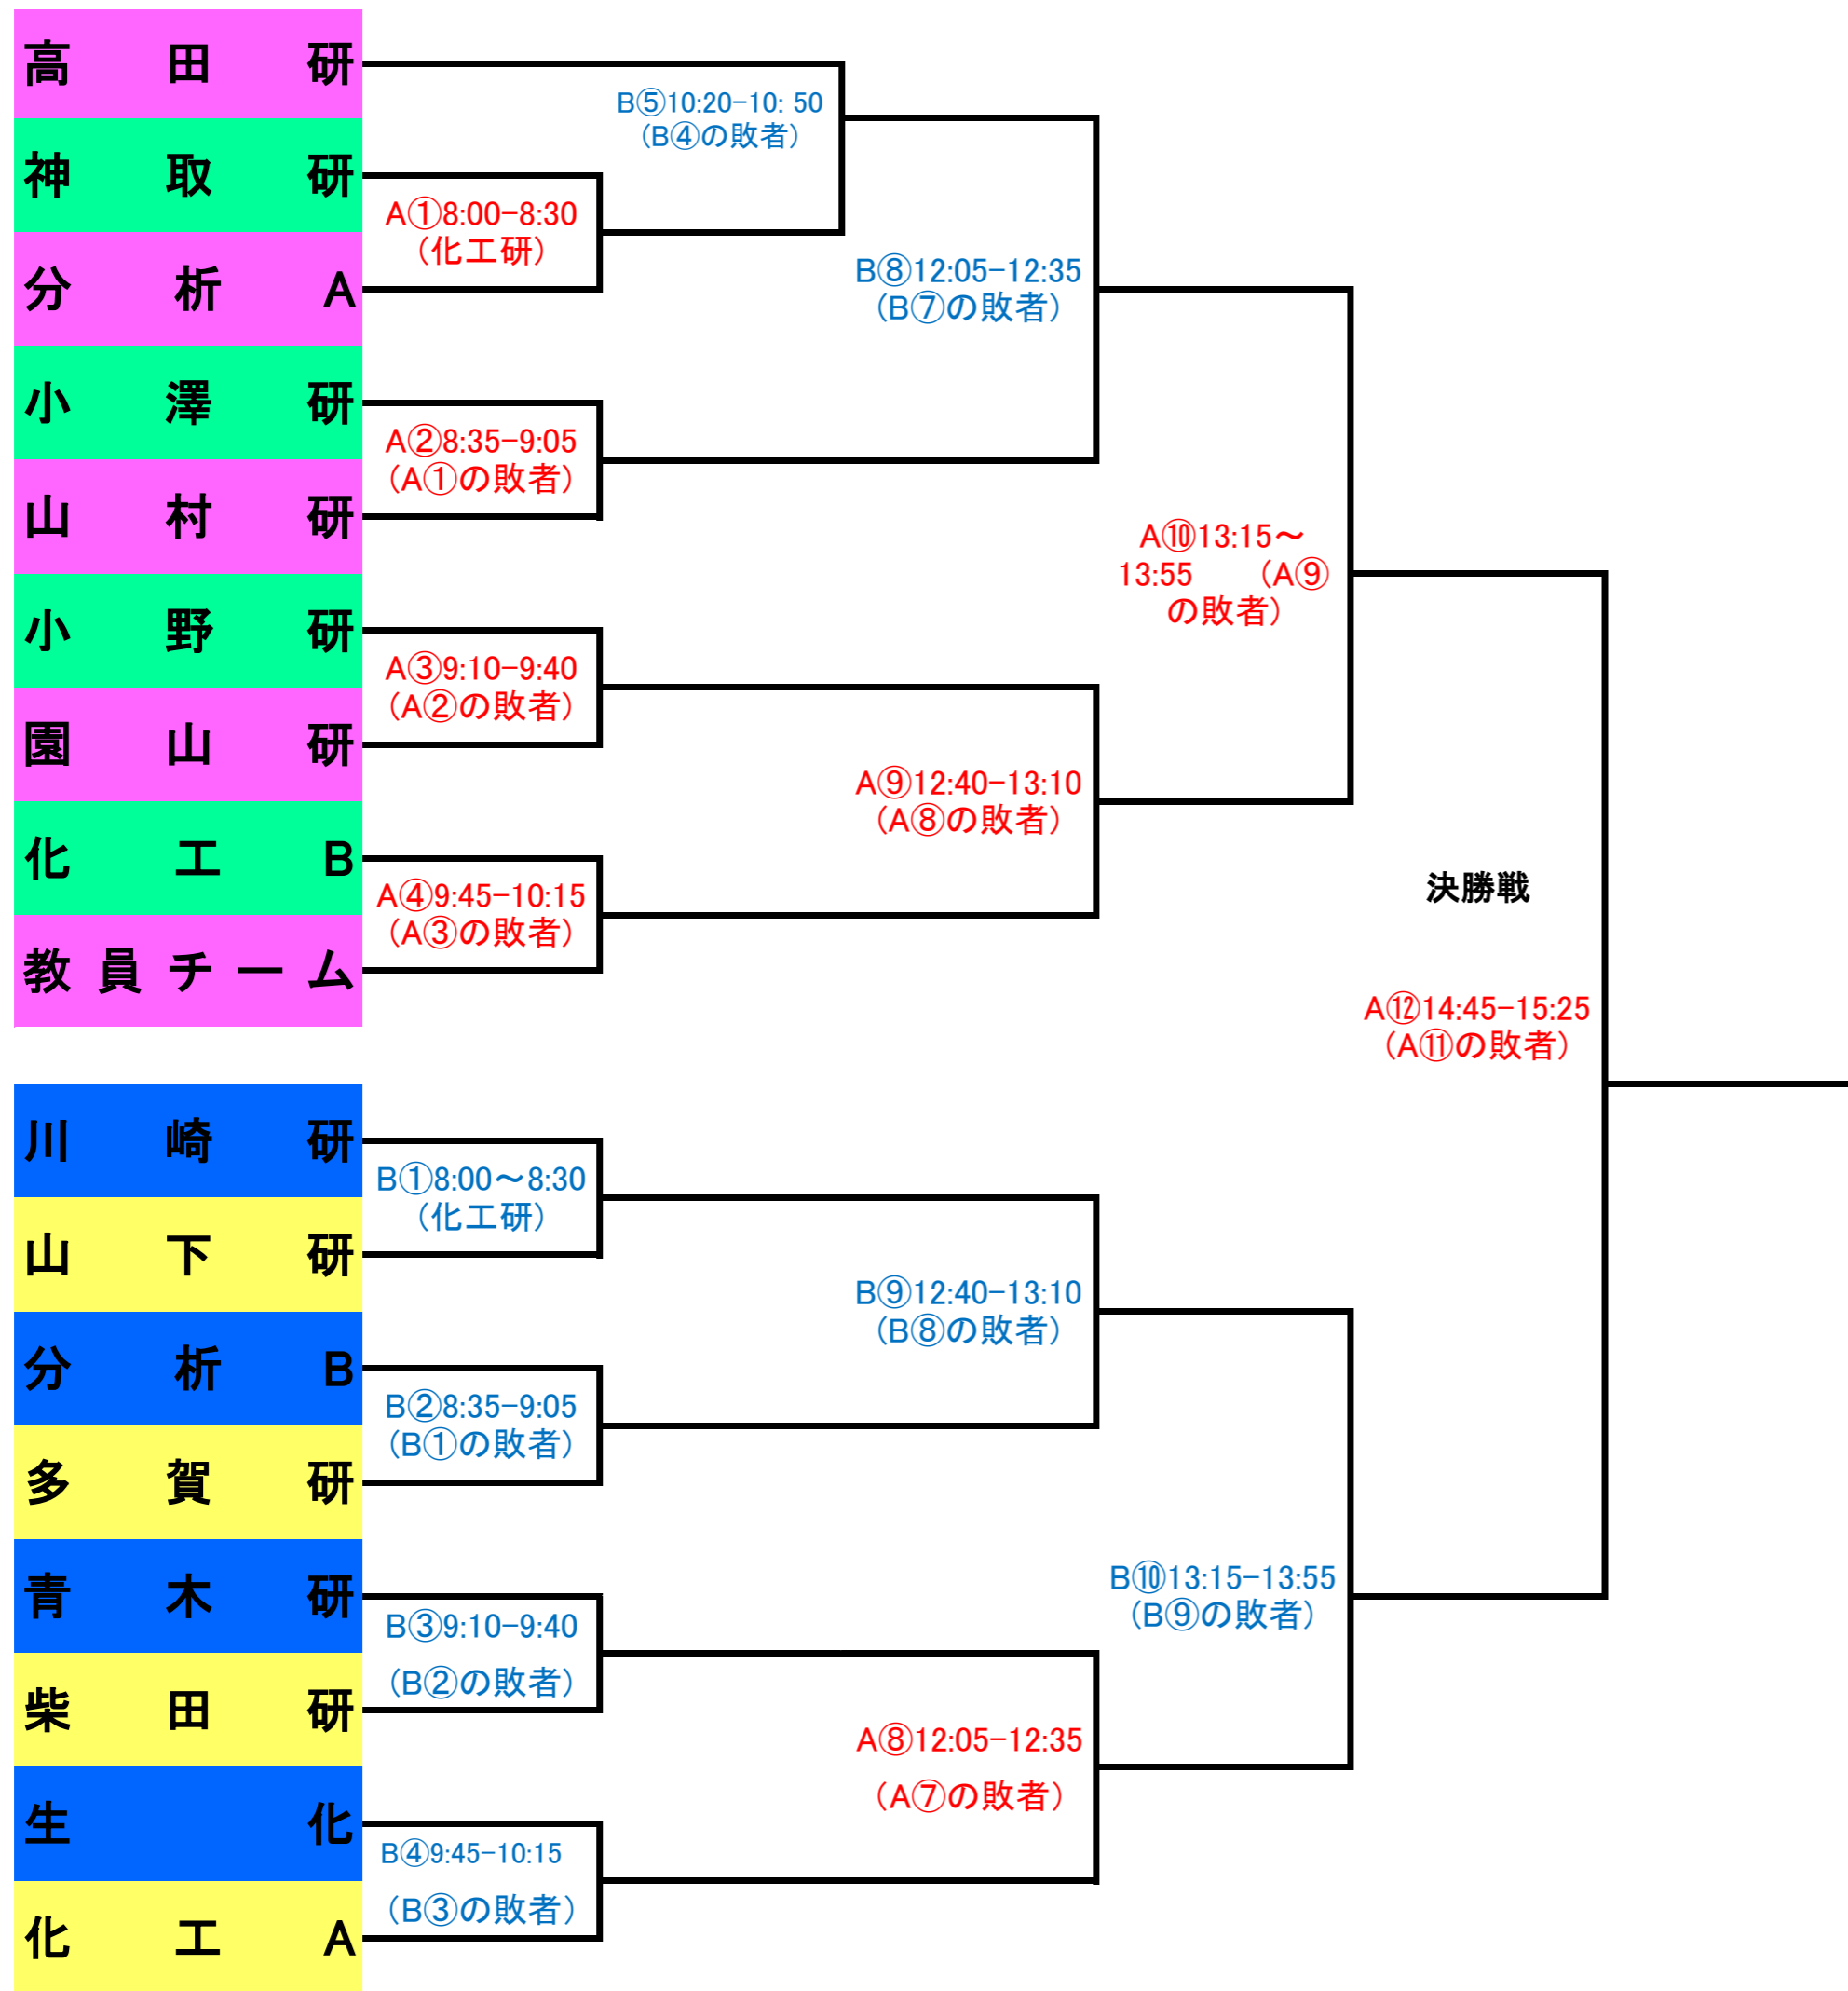 高田研
B⑤10:20-10: 50
(B④の敗者)
神取研
A①8:00-8:30
(化工研)
分析A
B⑧12:05-12:35
(B⑦の敗者)
小澤研
A②8:35-9:05
(A①の敗者)
山村研
A⑩13:15～
13:55　(A⑨
の敗者)
小野研
A③9:10-9:40
(A②の敗者)
園山研
A⑨12:40-13:10
(A⑧の敗者)
化工B
A④9:45-10:15
(A③の敗者)
教員チーム
決勝戦
A⑫14:45-15:25
(A⑪の敗者)
川崎研
B①8:00～8:30
(化工研)
山下研
B⑨12:40-13:10
(B⑧の敗者)
分析B
B②8:35-9:05
(B①の敗者)
多賀研
B⑩13:15-13:55
(B⑨の敗者)
青木研
B③9:10-9:40
(B②の敗者)
柴田研
A⑧12:05-12:35
(A⑦の敗者)
生化
B④9:45-10:15
(B③の敗者)
化工A